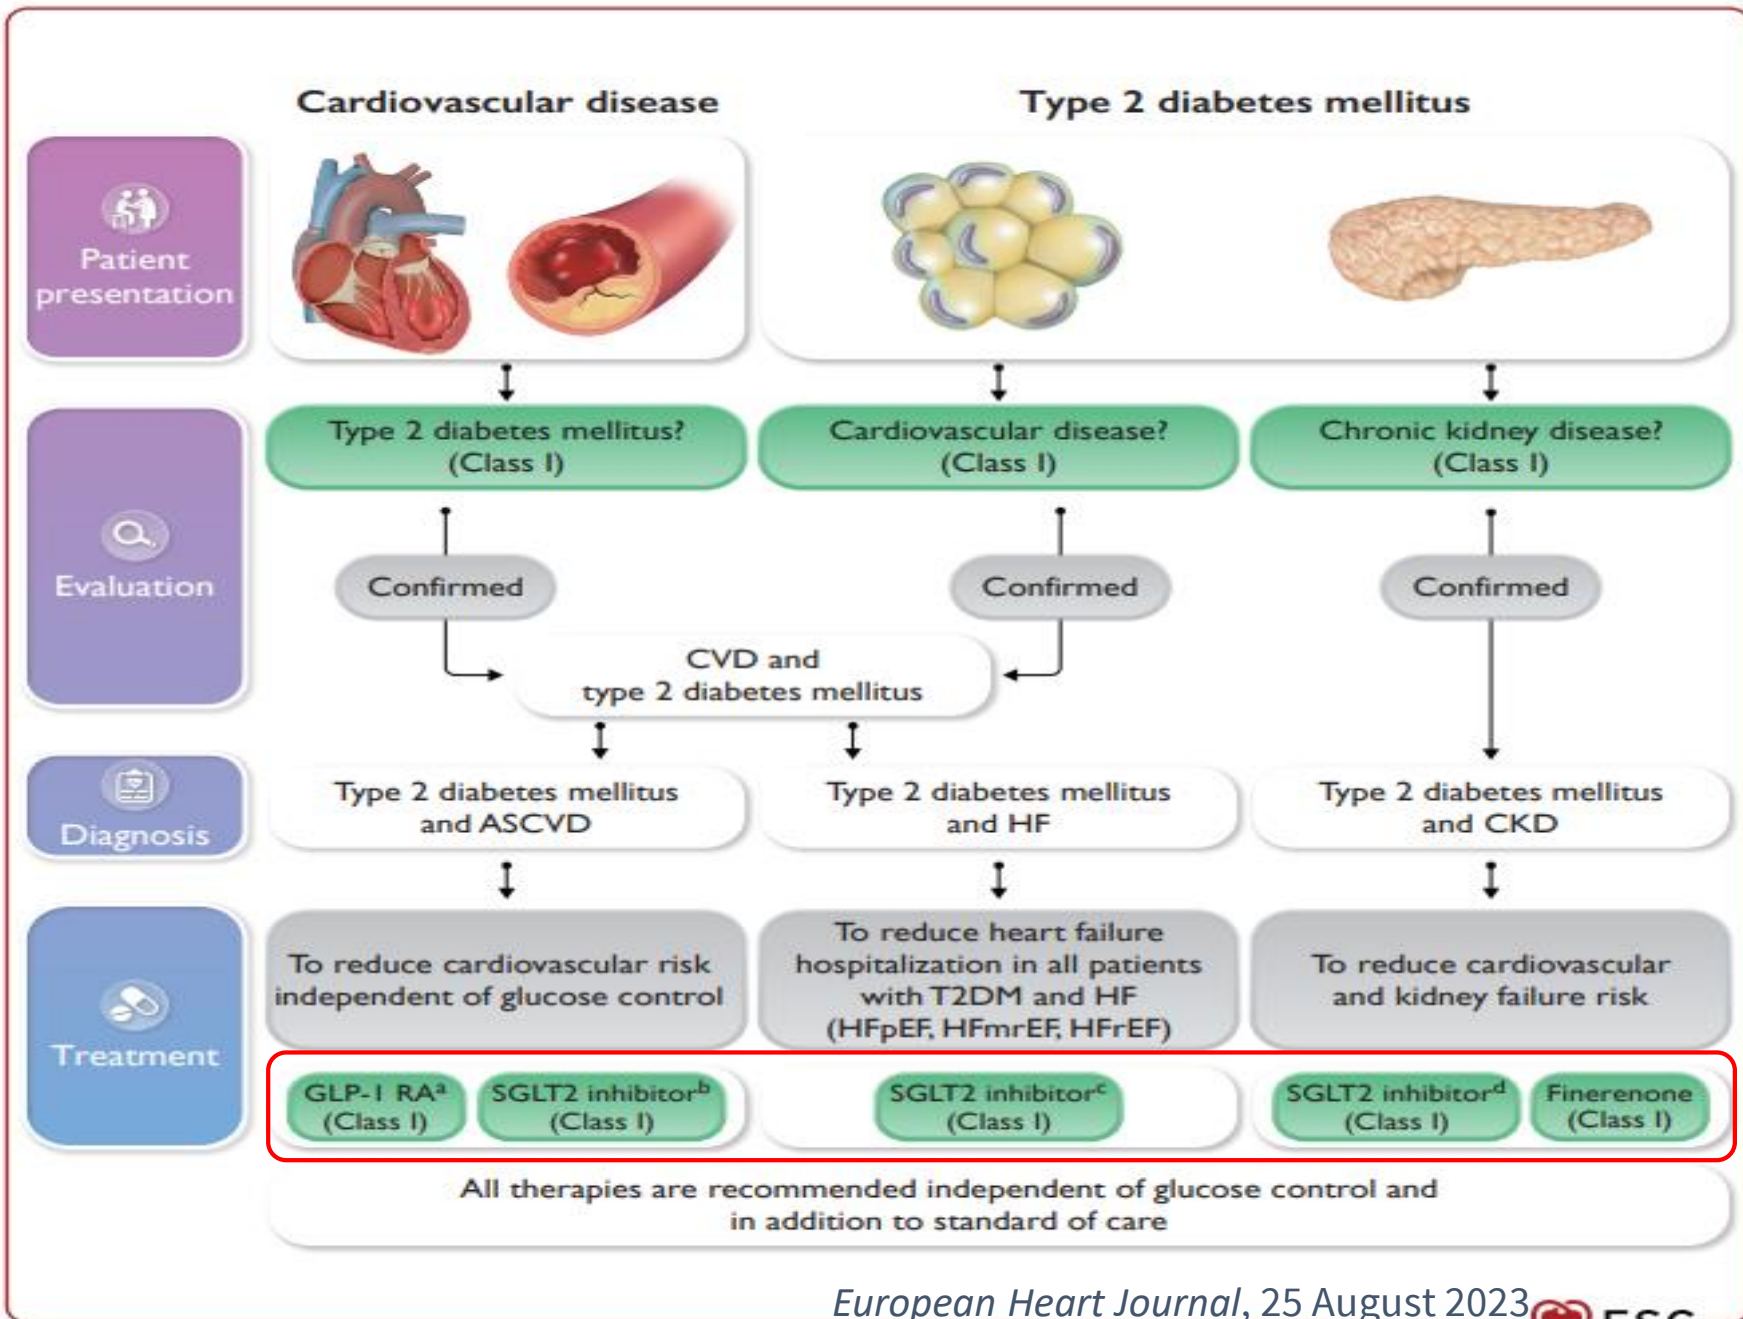 Cardiovascular disease
Type 2 diabetes mellitus
Patient
presentation
Evaluation
Type 2 diabetes mellitus?
(Class I)
Cardiovascular disease?
(Class I)
Chronic kidney disease?
(Class I)
Confirmed
Confirmed
Confirmed
CVD and
type 2 diabetes mellitus
Diagnosis
Type 2 diabetes mellitus
and ASCVD
Type 2 diabetes mellitus
and HF
Type 2 diabetes mellitus
and CKD
Treatment
To reduce cardiovascular risk
independent of glucose control
To reduce heart failure
hospitalization in all patients
with T2DM and HF
(HFpEF, HFmrEF, HFrEF)
To reduce cardiovascular
and kidney failure risk
GLP-1 RAᵃ
(Class I)
SGLT2 inhibitorᵇ
(Class I)
SGLT2 inhibitorᶜ
(Class I)
SGLT2 inhibitorᵈ
(Class I)
Finerenone
(Class I)
All therapies are recommended independent of glucose control and
in addition to standard of care
European Heart Journal, 25 August 2023
ESC